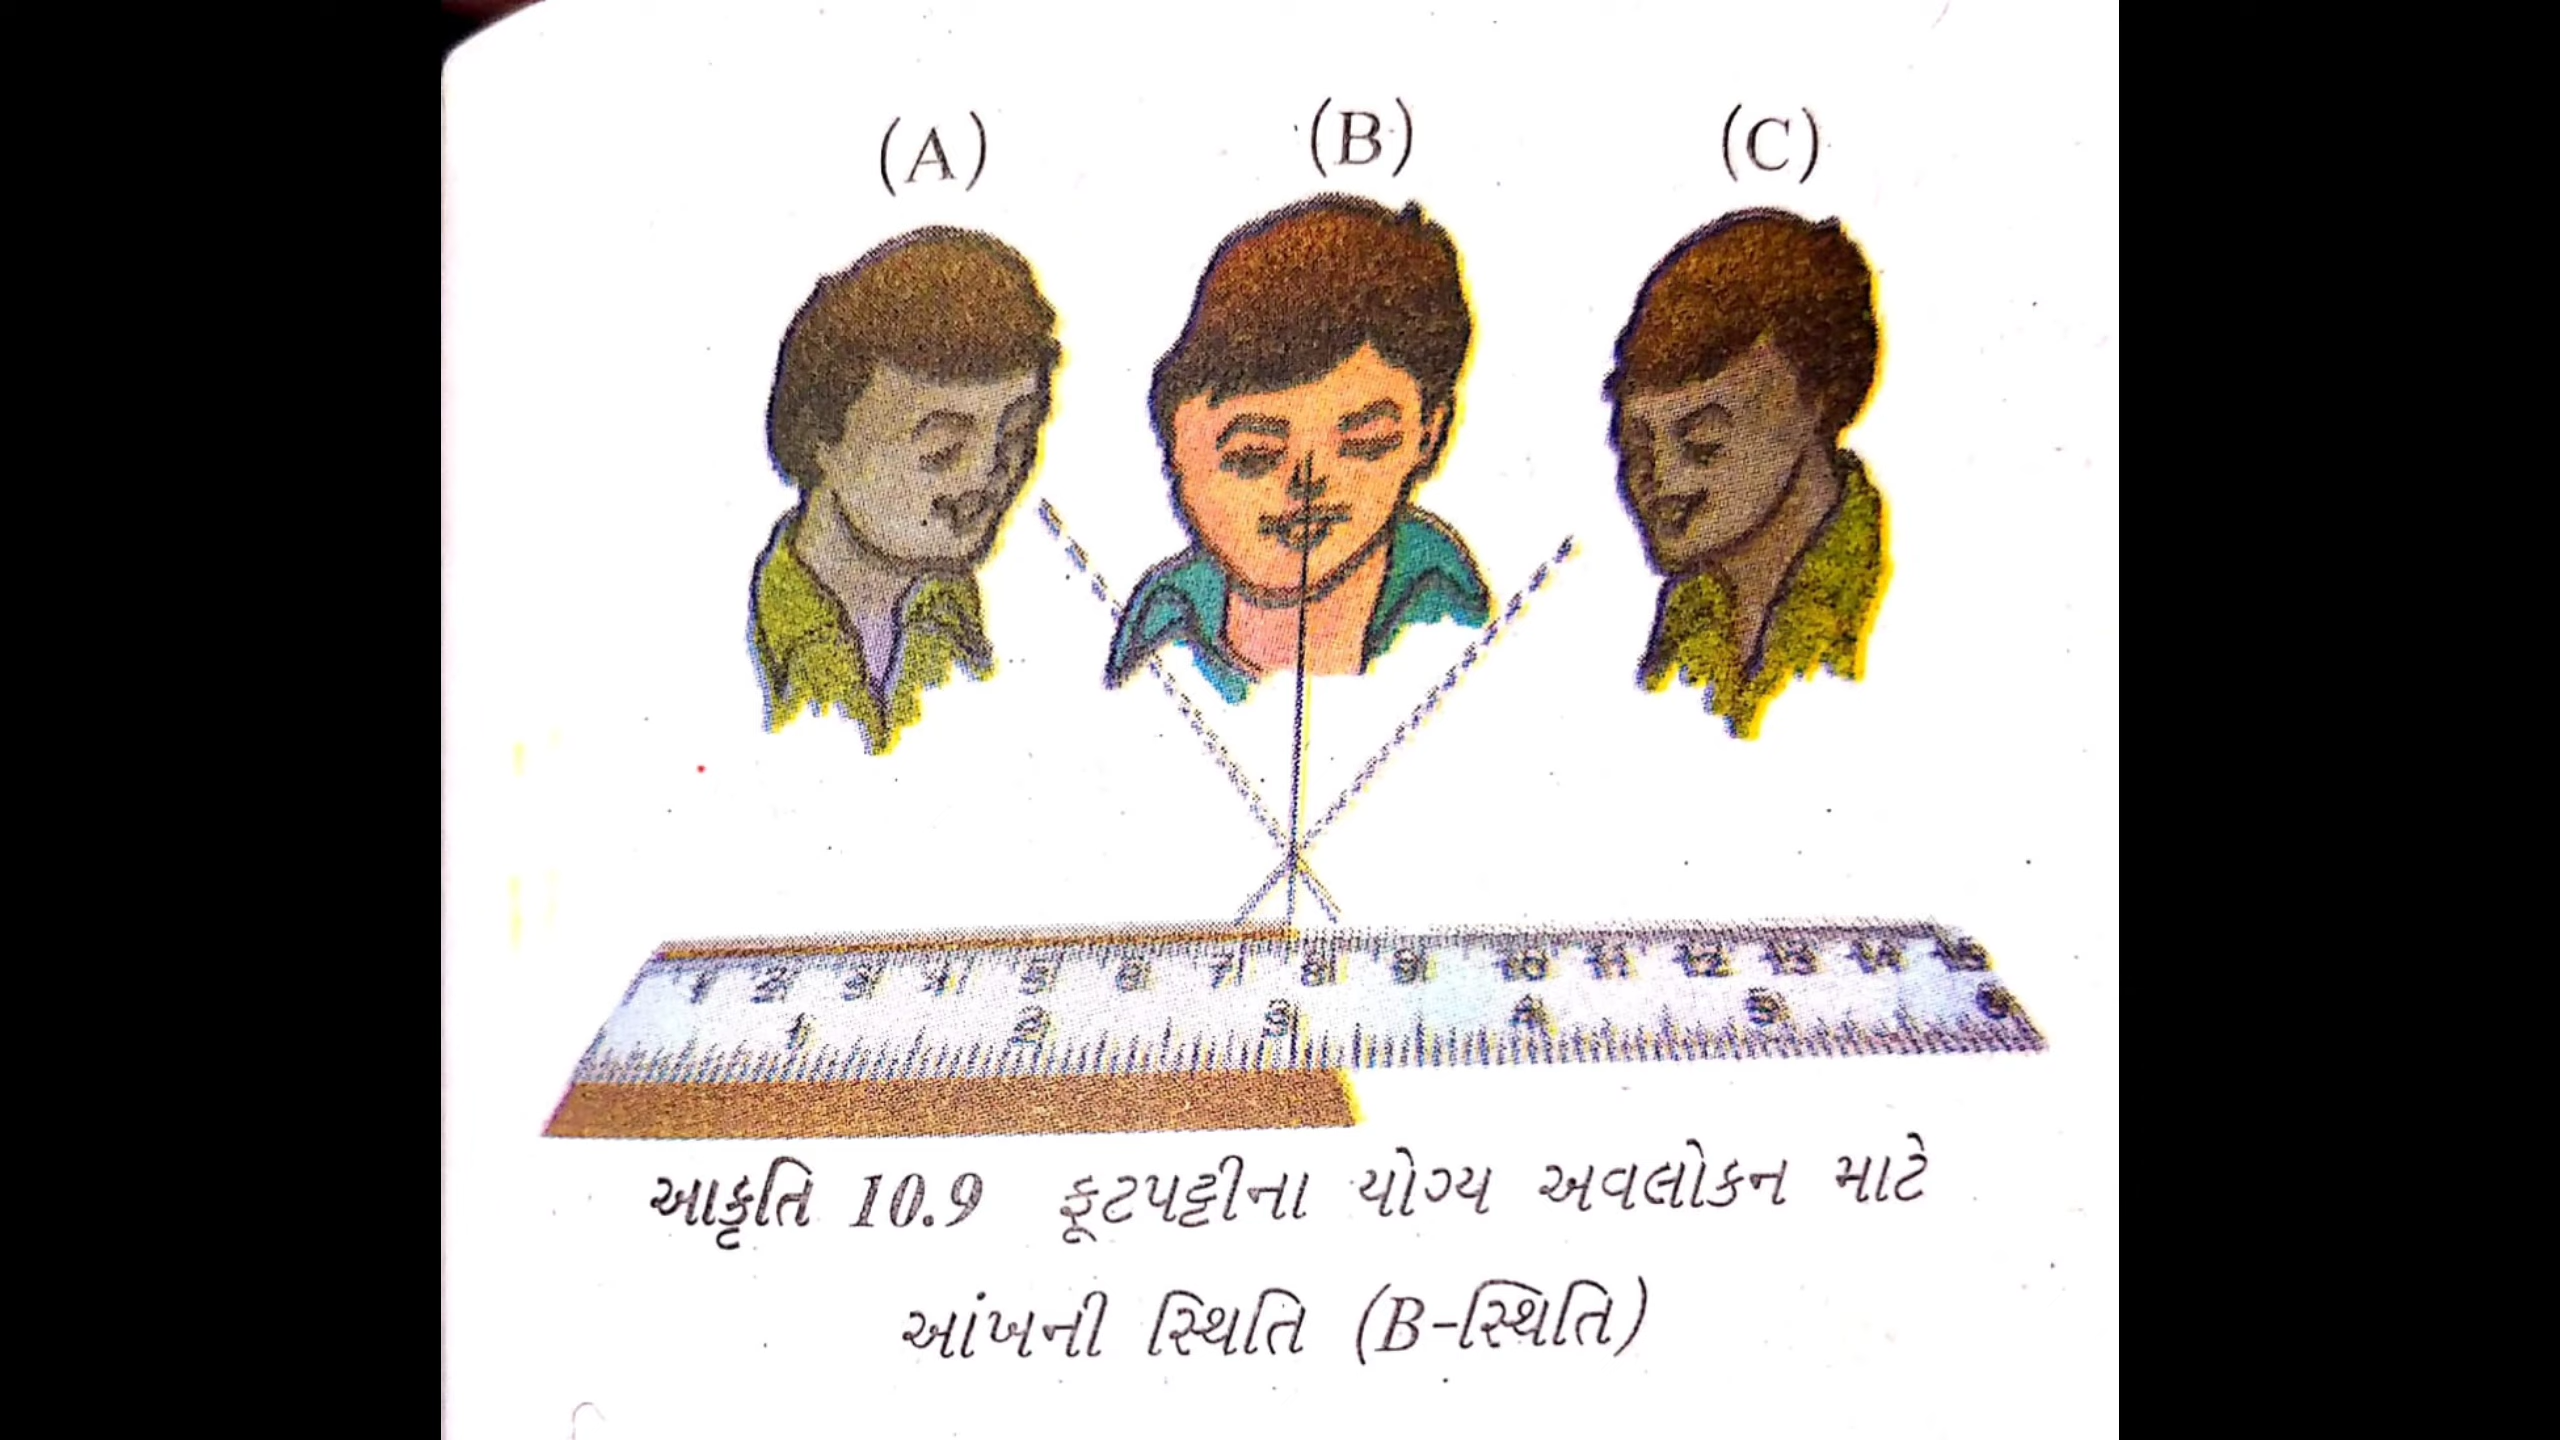 (A) (B) (C)
1 2 3 4 5 6 7 8 9 10 11 12 13 14 15
1 2 3 4 5 6
આકૃતિ 10.9 ફૂટપટ્ટીના યોગ્ય અવલોકન માટે
આંખની સ્થિતિ (B-સ્થિતિ)